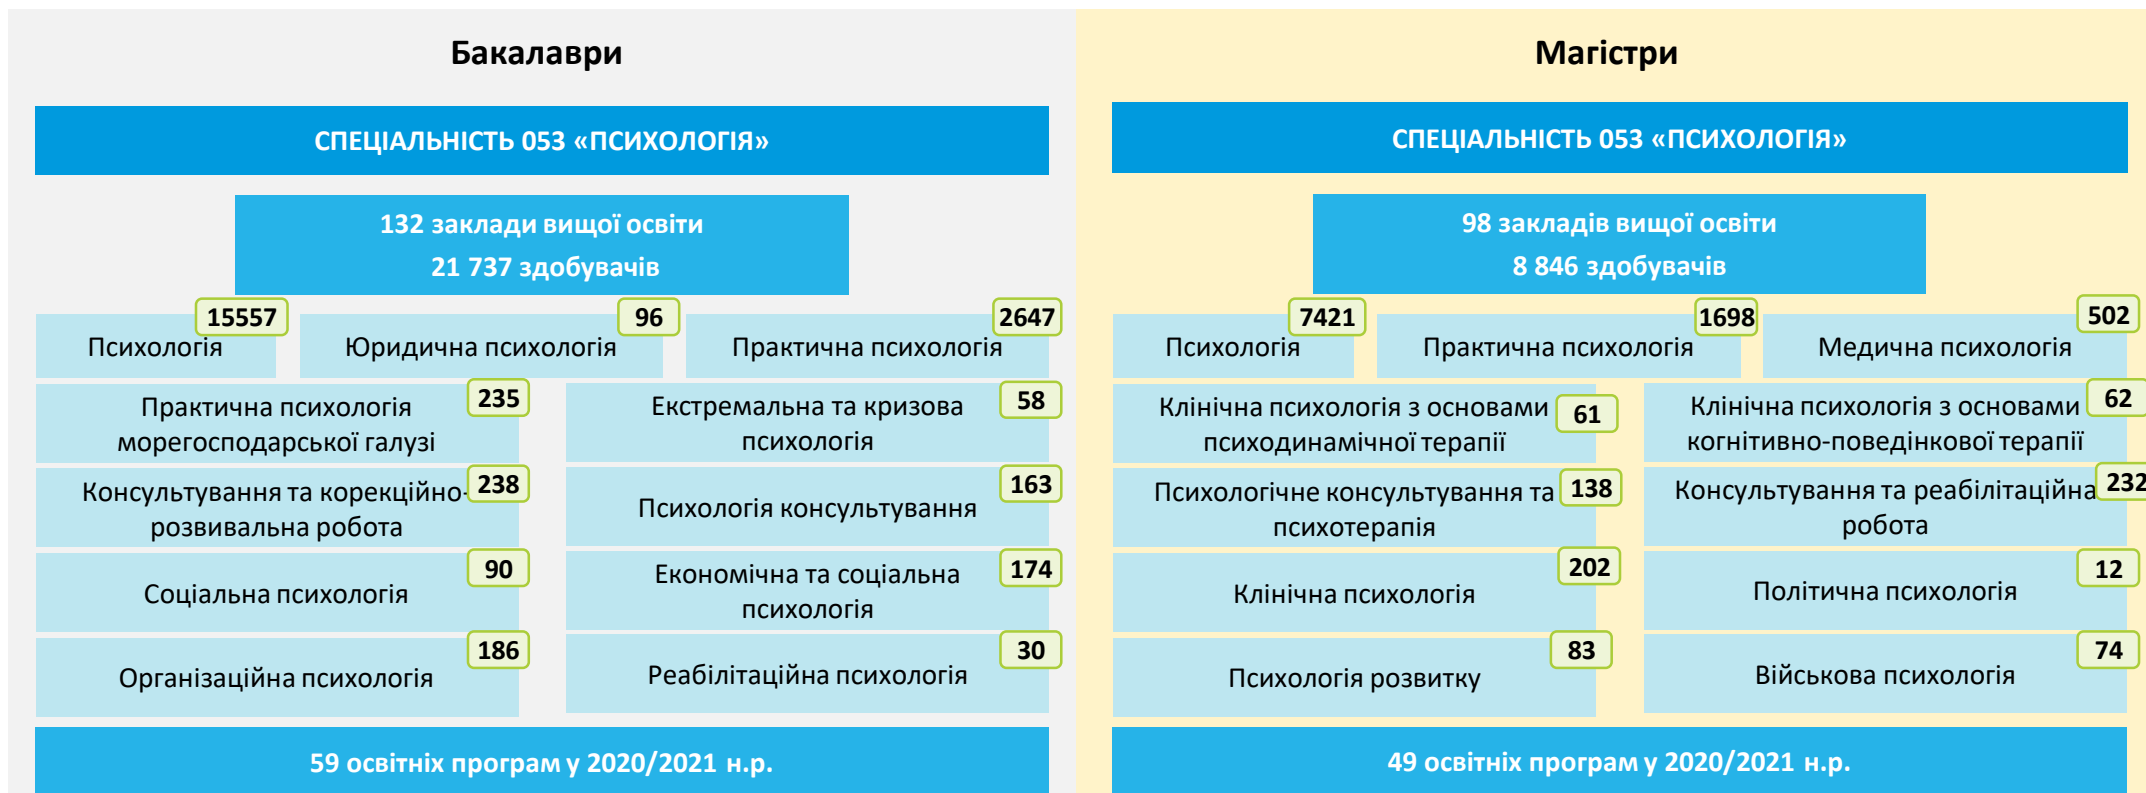 Бакалаври
СПЕЦІАЛЬНІСТЬ 053 «ПСИХОЛОГІЯ»
132 заклади вищої освіти
21 737 здобувачів
15557
Психологія
96
Юридична психологія
2647
Практична психологія
235
Практична психологія
морегосподарської галузі
58
Екстремальна та кризова
психологія
238
Консультування та корекційно-
розвивальна робота
163
Психологія консультування
90
Соціальна психологія
174
Економічна та соціальна
психологія
186
Організаційна психологія
30
Реабілітаційна психологія
59 освітніх програм у 2020/2021 н.р.
Магістри
СПЕЦІАЛЬНІСТЬ 053 «ПСИХОЛОГІЯ»
98 закладів вищої освіти
8 846 здобувачів
7421
Психологія
1698
Практична психологія
502
Медична психологія
61
Клінічна психологія з основами
психодинамічної терапії
62
Клінічна психологія з основами
когнітивно-поведінкової терапії
138
Психологічне консультування та
психотерапія
232
Консультування та реабілітаційна
робота
202
Клінічна психологія
12
Політична психологія
83
Психологія розвитку
74
Військова психологія
49 освітніх програм у 2020/2021 н.р.